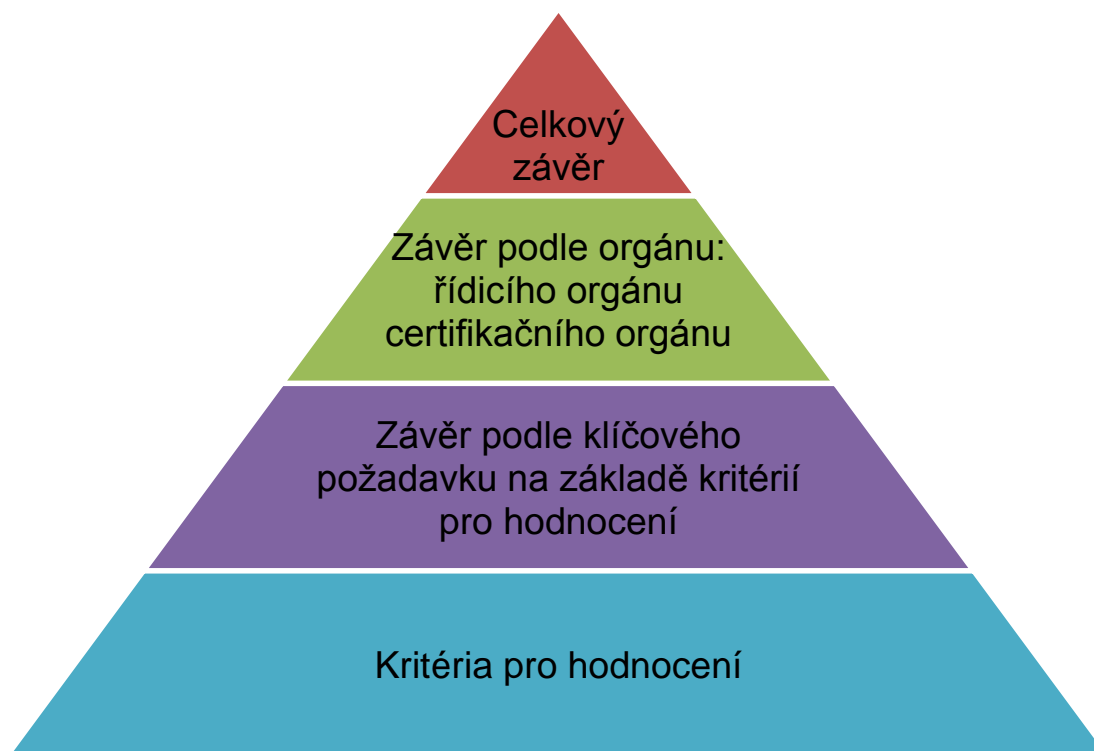 Celkový
závěr
Závěr podle orgánu:
řídicího orgánu
certifikačního orgánu
Závěr podle klíčového
požadavku na základě kritérií
pro hodnocení
Kritéria pro hodnocení